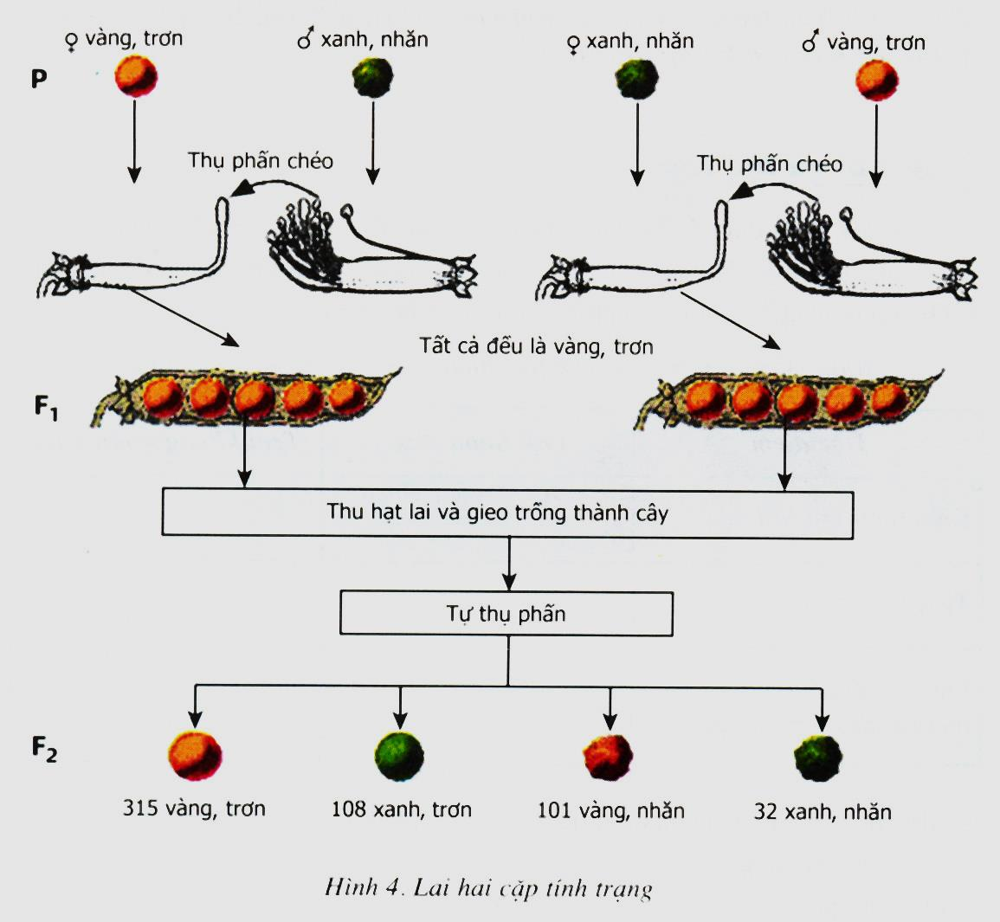 ♀ vàng, trơn ♂ xanh, nhăn ♀ xanh, nhăn ♂ vàng, trơn
P
Thụ phấn chéo Thụ phấn chéo
Tất cả đều là vàng, trơn
F1
Thu hạt lai và gieo trồng thành cây
Tự thụ phấn
F2
315 vàng, trơn 108 xanh, trơn 101 vàng, nhăn 32 xanh, nhăn
Hình 4. Lai hai cặp tính trạng